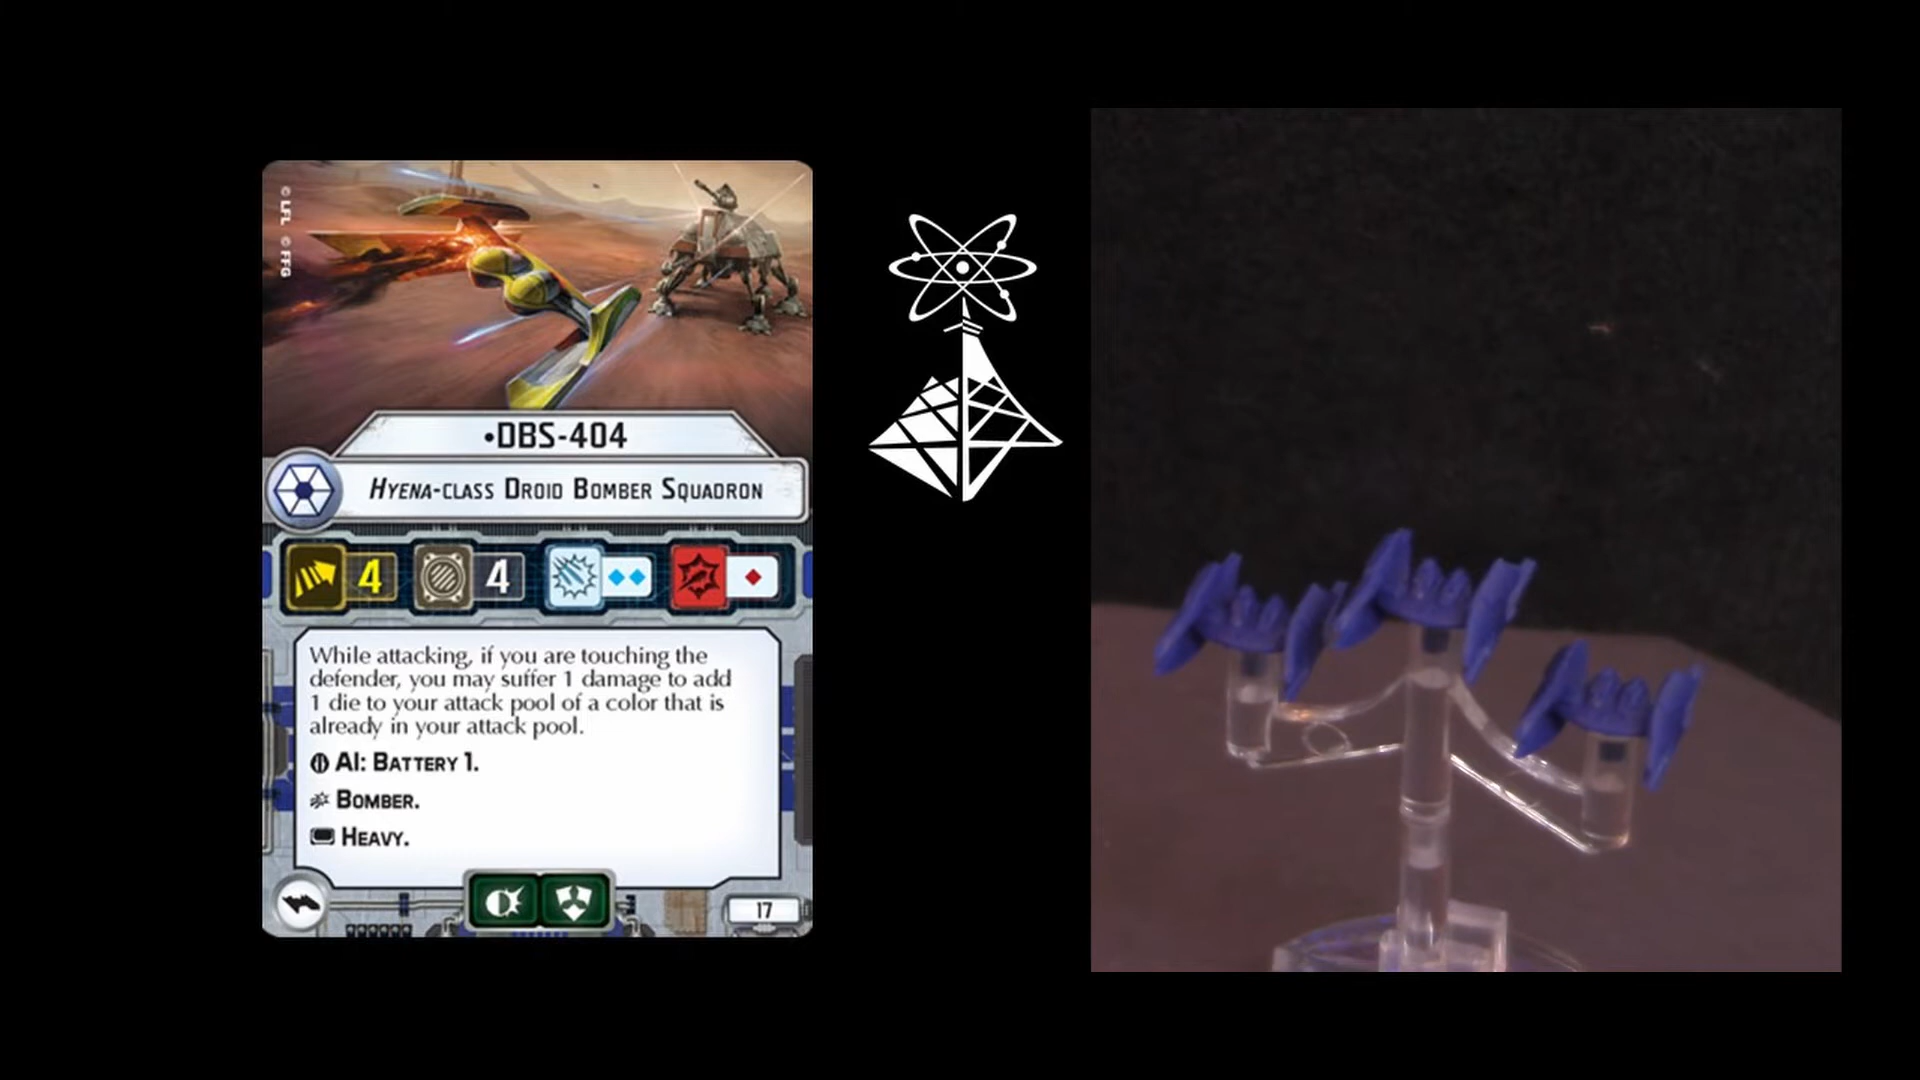 © LFL © FFG
•DBS-404
HYENA-CLASS DROID BOMBER SQUADRON
4 4
While attacking, if you are touching the
defender, you may suffer 1 damage to add
1 die to your attack pool of a color that is
already in your attack pool.
AI: BATTERY 1.
BOMBER.
HEAVY.
17